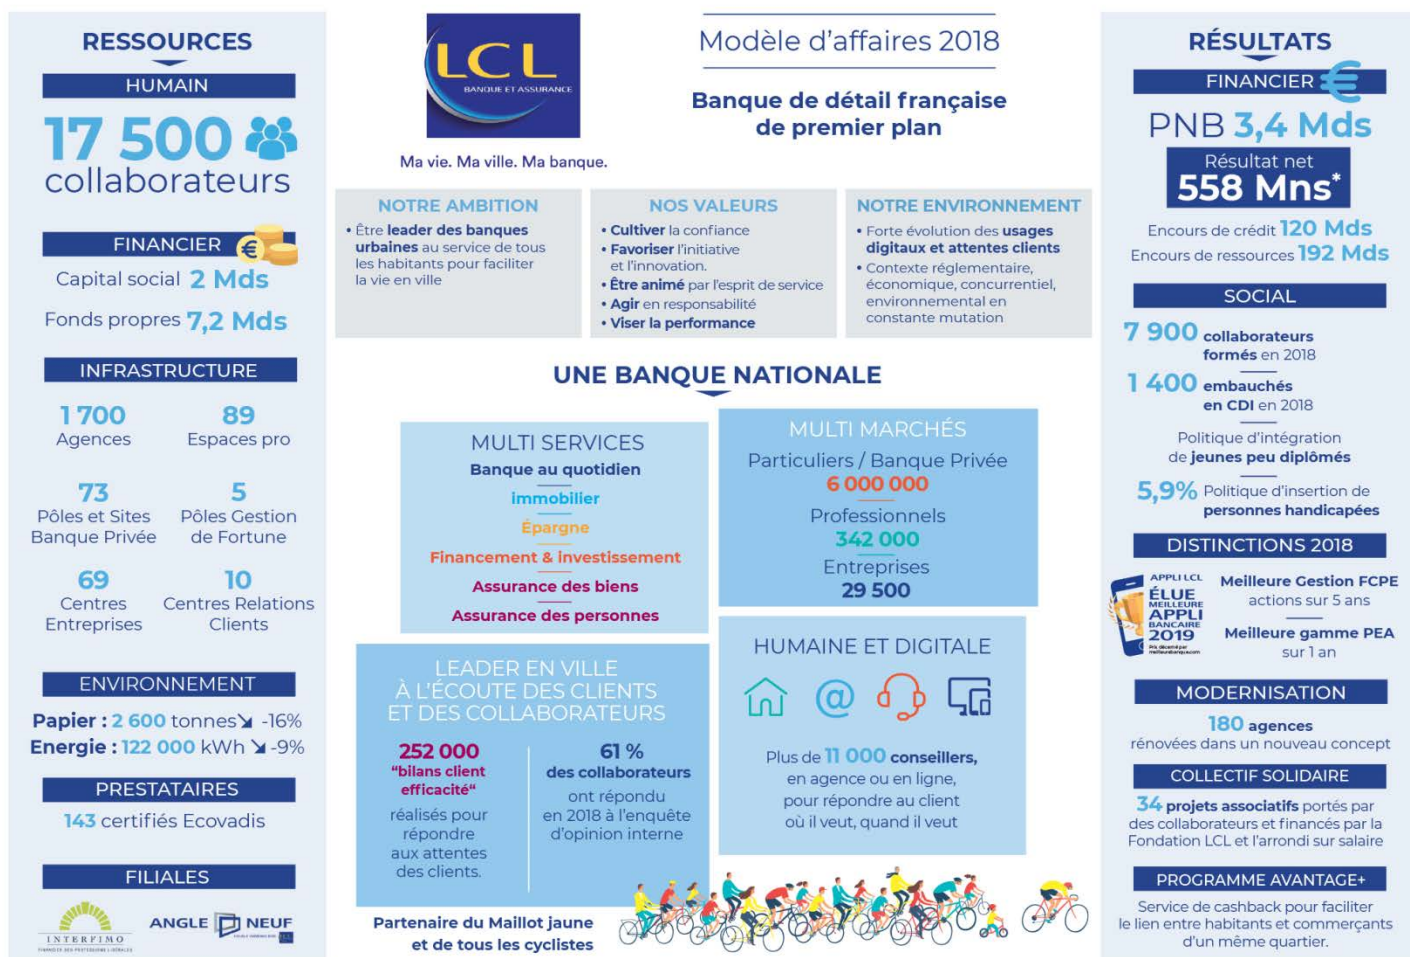 RESSOURCES
HUMAIN
17 500
collaborateurs
FINANCIER
Capital social 2 Mds
Fonds propres 7,2 Mds
INFRASTRUCTURE
1 700
Agences
89
Espaces pro
73
Pôles et Sites
Banque Privée
5
Pôles Gestion
de Fortune
69
Centres
Entreprises
10
Centres Relations
Clients
ENVIRONNEMENT
Papier : 2 600 tonnes↘ -16%
Energie : 122 000 kWh ↘ -9%
PRESTATAIRES
143 certifiés Ecovadis
FILIALES
INTERFIMO
ANGLE NEUF
LCL
BANQUE ET ASSURANCE
Ma vie. Ma ville. Ma banque.
Modèle d’affaires 2018
Banque de détail française
de premier plan
NOTRE AMBITION
• Être leader des banques
urbaines au service de tous
les habitants pour faciliter
la vie en ville
NOS VALEURS
• Cultiver la confiance
• Favoriser l’initiative
et l’innovation.
• Être animé par l’esprit de service
• Agir en responsabilité
• Viser la performance
NOTRE ENVIRONNEMENT
• Forte évolution des usages
digitaux et attentes clients
• Contexte réglementaire,
économique, concurrentiel,
environnemental en
constante mutation
UNE BANQUE NATIONALE
MULTI SERVICES
Banque au quotidien
immobilier
Épargne
Financement & investissement
Assurance des biens
Assurance des personnes
MULTI MARCHÉS
Particuliers / Banque Privée
6 000 000
Professionnels
342 000
Entreprises
29 500
LEADER EN VILLE
À L’ÉCOUTE DES CLIENTS
ET DES COLLABORATEURS
252 000
“bilans client
efficacité“
réalisés pour
répondre
aux attentes
des clients.
61 %
des collaborateurs
ont répondu
en 2018 à l’enquête
d’opinion interne
HUMAINE ET DIGITALE
@
Plus de 11 000 conseillers,
en agence ou en ligne,
pour répondre au client
où il veut, quand il veut
Partenaire du Maillot jaune
et de tous les cyclistes
RÉSULTATS
FINANCIER €
PNB 3,4 Mds
Résultat net
558 Mns*
Encours de crédit 120 Mds
Encours de ressources 192 Mds
SOCIAL
7 900 collaborateurs
formés en 2018
1 400 embauchés
en CDI en 2018
Politique d’intégration
de jeunes peu diplômés
5,9% Politique d’insertion de
personnes handicapées
DISTINCTIONS 2018
APPLI LCL
ÉLUE
MEILLEURE
APPLI
BANCAIRE
2019
Prix décerné par
meilleurebanque.com
Meilleure Gestion FCPE
actions sur 5 ans
Meilleure gamme PEA
sur 1 an
MODERNISATION
180 agences
rénovées dans un nouveau concept
COLLECTIF SOLIDAIRE
34 projets associatifs portés par
des collaborateurs et financés par la
Fondation LCL et l’arrondi sur salaire
PROGRAMME AVANTAGE+
Service de cashback pour faciliter
le lien entre habitants et commerçants
d’un même quartier.